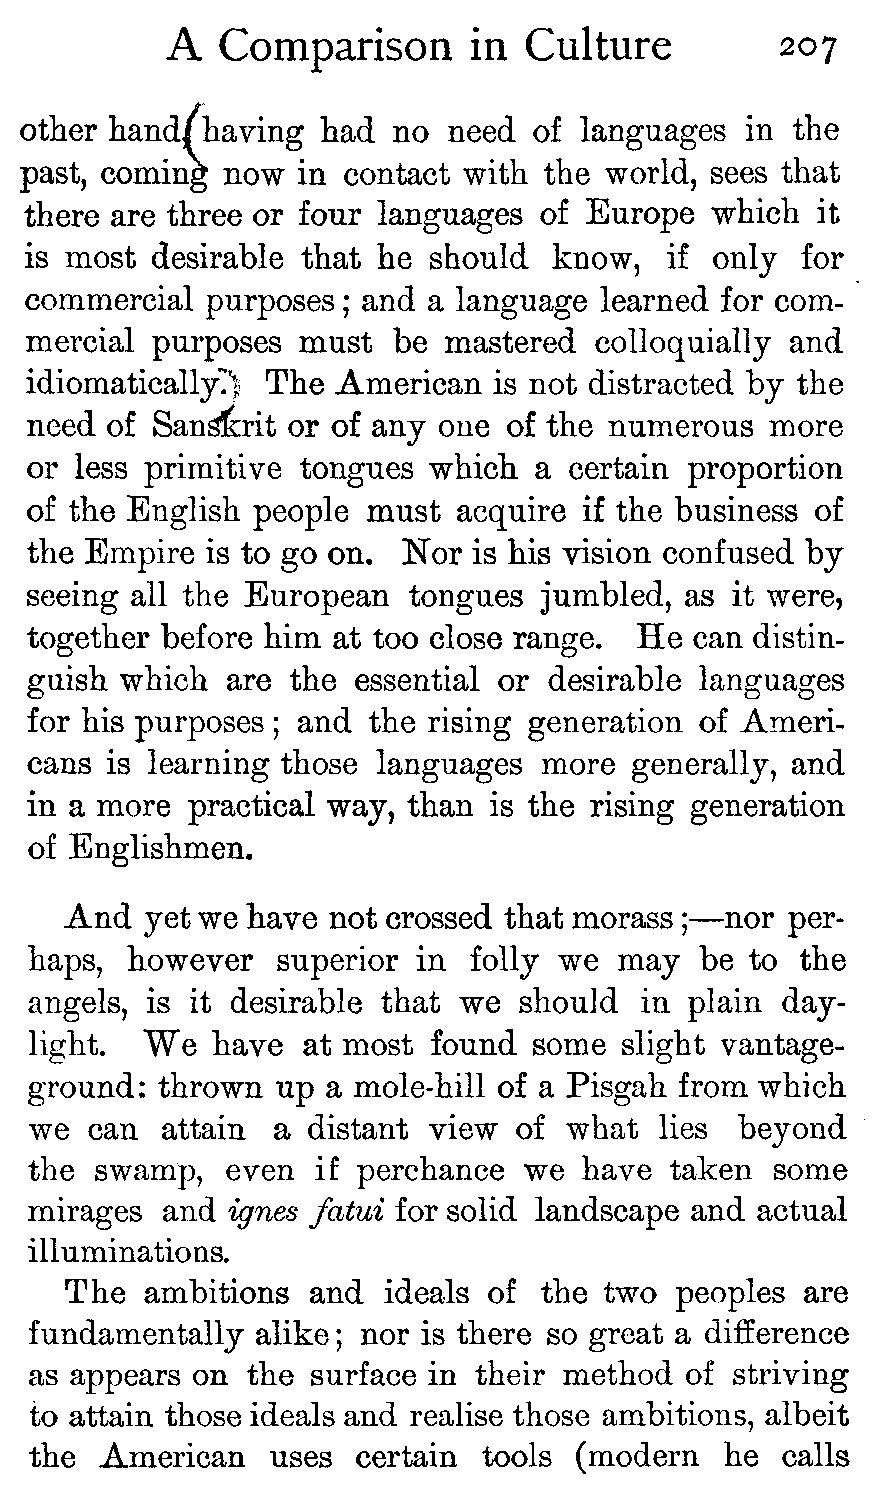 A Comparison in Culture 207
other hand (having had no need of languages in the
past, coming now in contact with the world, sees that
there are three or four languages of Europe which it
is most desirable that he should know, if only for
commercial purposes; and a language learned for com-
mercial purposes must be mastered colloquially and
idiomatically.) The American is not distracted by the
need of Sanskrit or of any one of the numerous more
or less primitive tongues which a certain proportion
of the English people must acquire if the business of
the Empire is to go on. Nor is his vision confused by
seeing all the European tongues jumbled, as it were,
together before him at too close range. He can distin-
guish which are the essential or desirable languages
for his purposes; and the rising generation of Ameri-
cans is learning those languages more generally, and
in a more practical way, than is the rising generation
of Englishmen.
And yet we have not crossed that morass;—nor per-
haps, however superior in folly we may be to the
angels, is it desirable that we should in plain day-
light. We have at most found some slight vantage-
ground: thrown up a mole-hill of a Pisgah from which
we can attain a distant view of what lies beyond
the swamp, even if perchance we have taken some
mirages and ignes fatui for solid landscape and actual
illuminations.
The ambitions and ideals of the two peoples are
fundamentally alike; nor is there so great a difference
as appears on the surface in their method of striving
to attain those ideals and realise those ambitions, albeit
the American uses certain tools (modern he calls